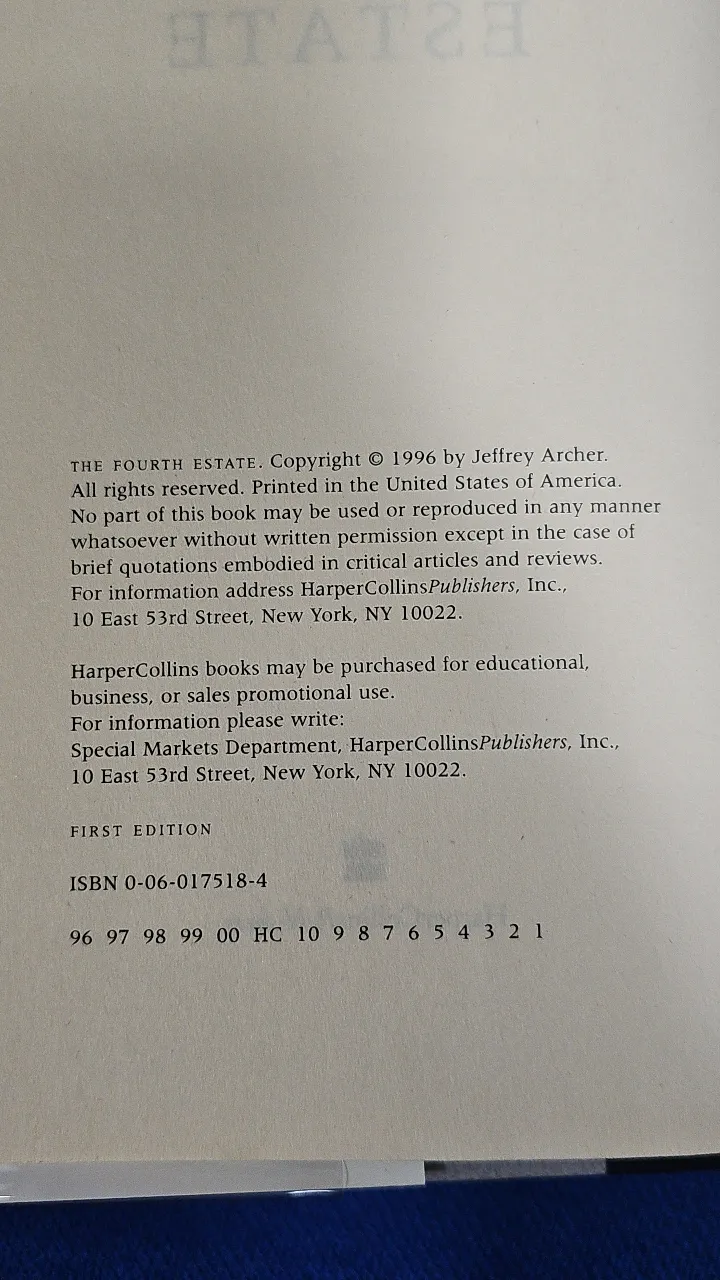 ESTATE
THE FOURTH ESTATE. Copyright © 1996 by Jeffrey Archer.
All rights reserved. Printed in the United States of America.
No part of this book may be used or reproduced in any manner
whatsoever without written permission except in the case of
brief quotations embodied in critical articles and reviews.
For information address HarperCollinsPublishers, Inc.,
10 East 53rd Street, New York, NY 10022.
HarperCollins books may be purchased for educational,
business, or sales promotional use.
For information please write:
Special Markets Department, HarperCollinsPublishers, Inc.,
10 East 53rd Street, New York, NY 10022.
FIRST EDITION
ISBN 0-06-017518-4
96 97 98 99 00 HC 10 9 8 7 6 5 4 3 2 1